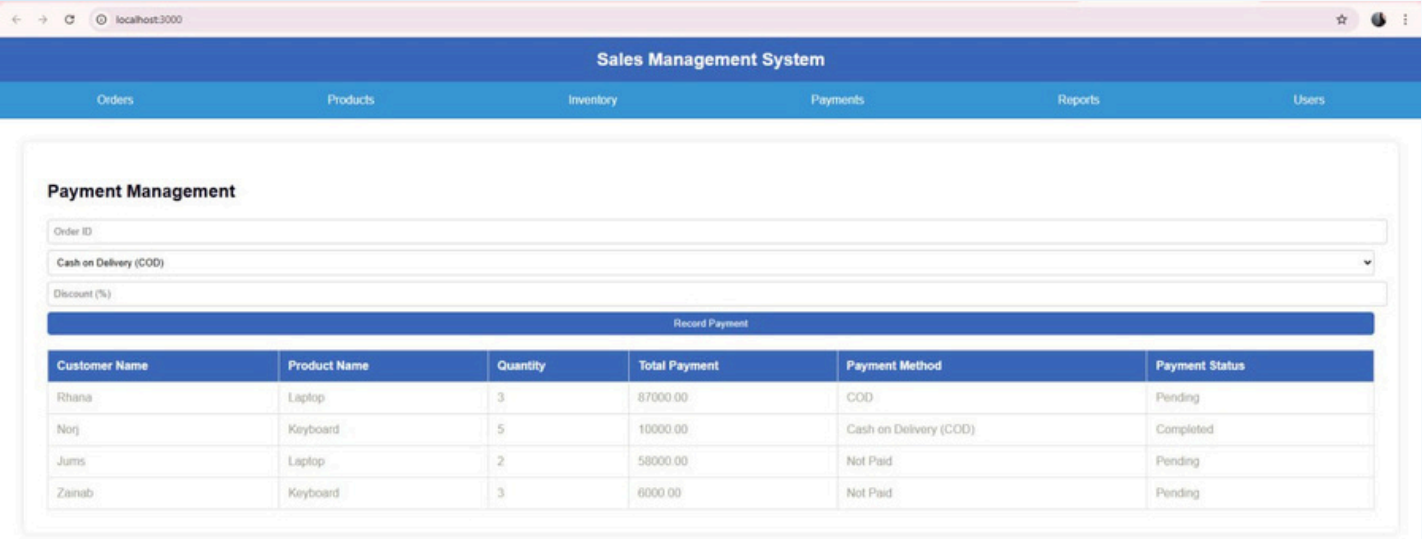 localhost:3000
Sales Management System
Orders Products Inventory Payments Reports Users
Payment Management
Order ID
Cash on Delivery (COD)
Discount (%)
Record Payment
Customer Name Product Name Quantity Total Payment Payment Method Payment Status
Rhana Laptop 3 87000.00 COD Pending
Norj Keyboard 5 10000.00 Cash on Delivery (COD) Completed
Jums Laptop 2 58000.00 Not Paid Pending
Zainab Keyboard 3 6000.00 Not Paid Pending